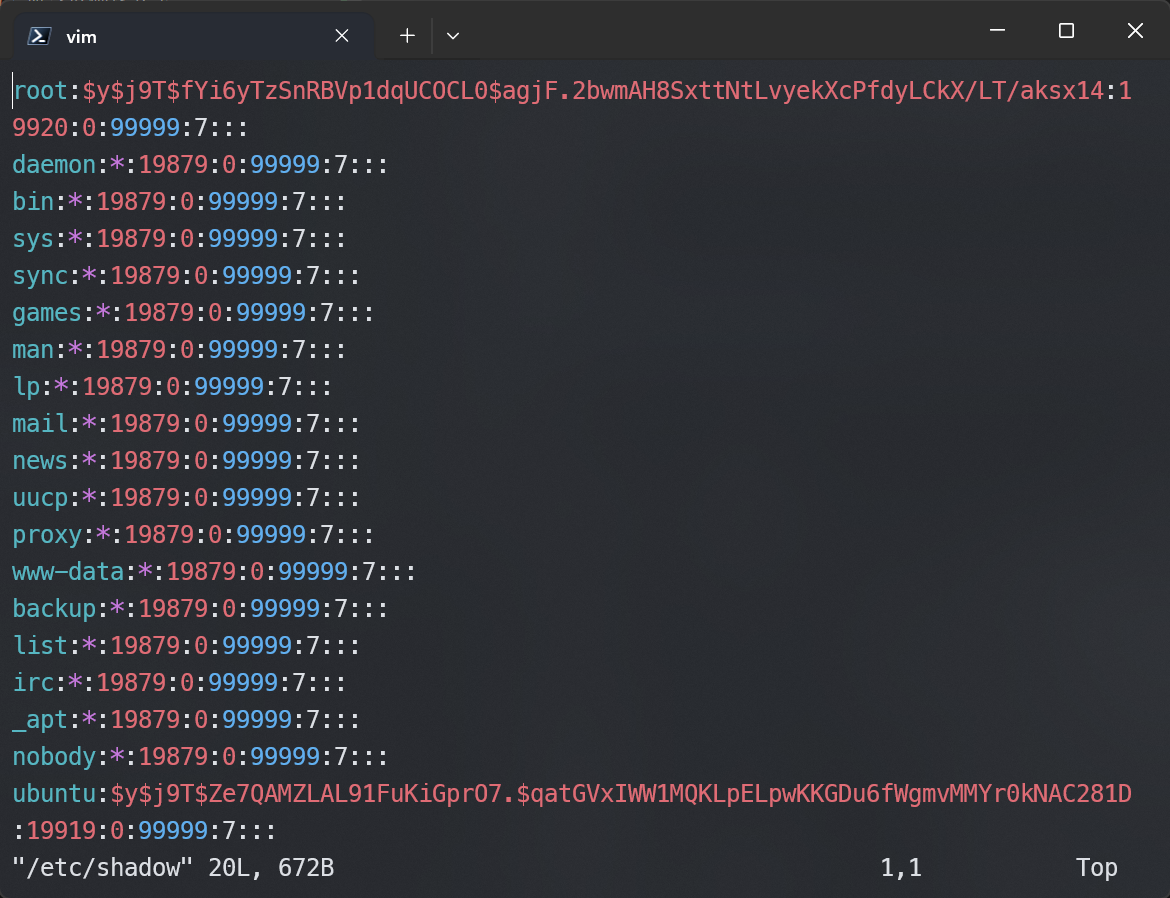 vim
root:$y$j9T$fYi6yTzSnRBVp1dqUCOCL0$agjF.2bwmAH8SxttNtLvyekXcPfdyLCkX/LT/aksx14:1
9920:0:99999:7:::
daemon:*:19879:0:99999:7:::
bin:*:19879:0:99999:7:::
sys:*:19879:0:99999:7:::
sync:*:19879:0:99999:7:::
games:*:19879:0:99999:7:::
man:*:19879:0:99999:7:::
lp:*:19879:0:99999:7:::
mail:*:19879:0:99999:7:::
news:*:19879:0:99999:7:::
uucp:*:19879:0:99999:7:::
proxy:*:19879:0:99999:7:::
www-data:*:19879:0:99999:7:::
backup:*:19879:0:99999:7:::
list:*:19879:0:99999:7:::
irc:*:19879:0:99999:7:::
_apt:*:19879:0:99999:7:::
nobody:*:19879:0:99999:7:::
ubuntu:$y$j9T$Ze7QAMZLAL91FuKiGprO7.$qatGVxIWW1MQKLpELpwKKGDu6fWgmvMMYr0kNAC281D
:19919:0:99999:7:::
"/etc/shadow" 20L, 672B 1,1 Top